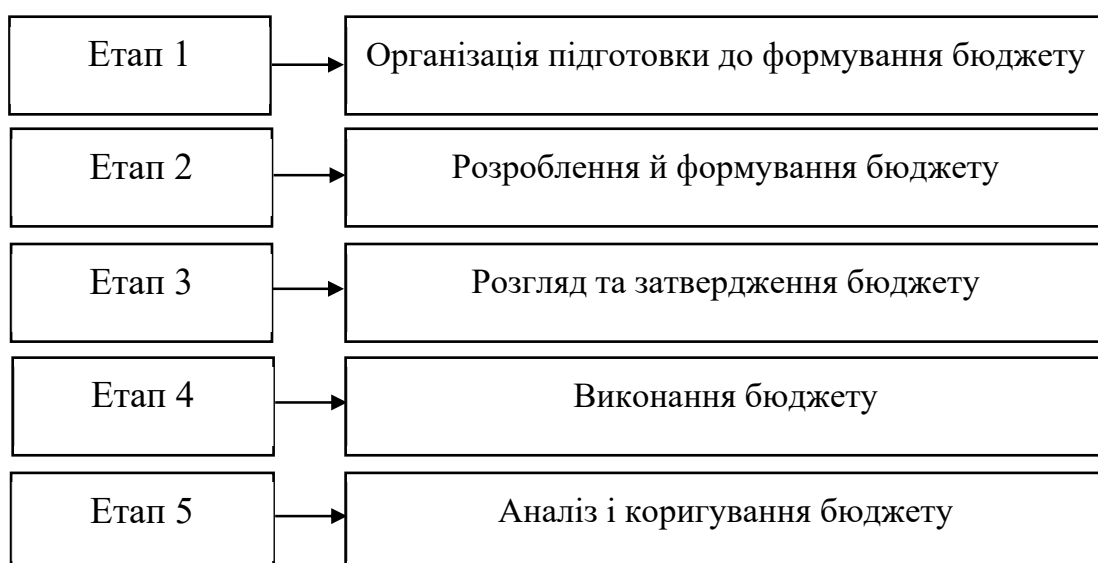 Етап 1
Організація підготовки до формування бюджету
Етап 2
Розроблення й формування бюджету
Етап 3
Розгляд та затвердження бюджету
Етап 4
Виконання бюджету
Етап 5
Аналіз і коригування бюджету